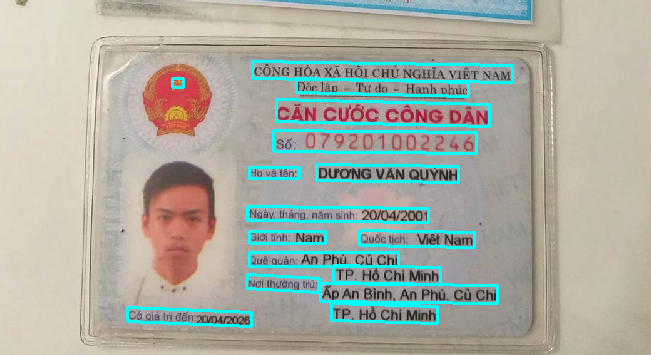 CỘNG HÒA XÃ HỘI CHỦ NGHĨA VIỆT NAM
Độc lập – Tự do – Hạnh phúc
CĂN CƯỚC CÔNG DÂN
Số: 079201002246
Họ và tên: DƯƠNG VĂN QUỲNH
Ngày, tháng, năm sinh: 20/04/2001
Giới tính: Nam Quốc tịch: Việt Nam
Quê quán: An Phú, Củ Chi
TP. Hồ Chí Minh
Nơi thường trú: Ấp An Bình, An Phú, Củ Chi
TP. Hồ Chí Minh
Có giá trị đến: 20/04/2026